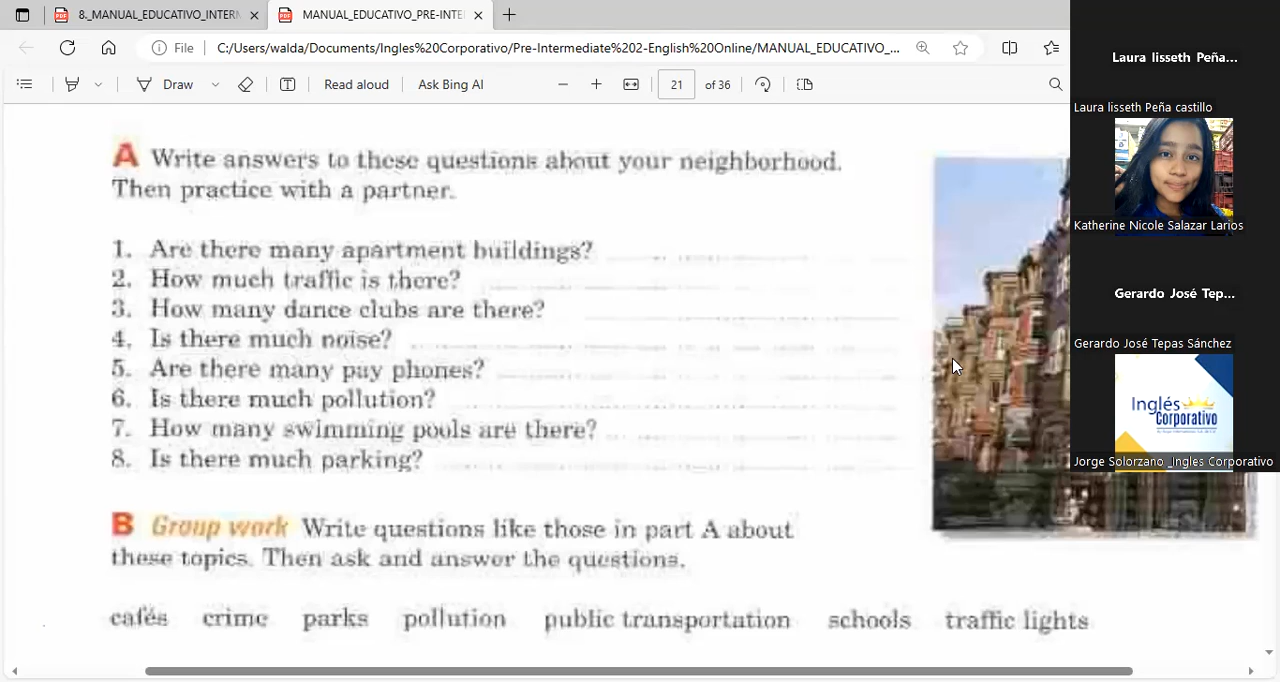 8._MANUAL_EDUCATIVO_INTERM
MANUAL_EDUCATIVO_PRE-INTE
File
C:/Users/walda/Documents/Ingles%20Corporativo/Pre-Intermediate%202-English%20Online/MANUAL_EDUCATIVO_...
Draw
Read aloud
Ask Bing AI
21
of 36
A Write answers to these questions about your neighborhood.
Then practice with a partner.
1. Are there many apartment buildings?
2. How much traffic is there?
3. How many dance clubs are there?
4. Is there much noise?
5. Are there many pay phones?
6. Is there much pollution?
7. How many swimming pools are there?
8. Is there much parking?
B Group work Write questions like those in part A about
these topics. Then ask and answer the questions.
cafés crime parks pollution public transportation schools traffic lights
Laura lisseth Peña...
Laura lisseth Peña castillo
Katherine Nicole Salazar Larios
Gerardo José Tep...
Gerardo José Tepas Sánchez
Inglés
Corporativo
Jorge Solorzano _Ingles Corporativo